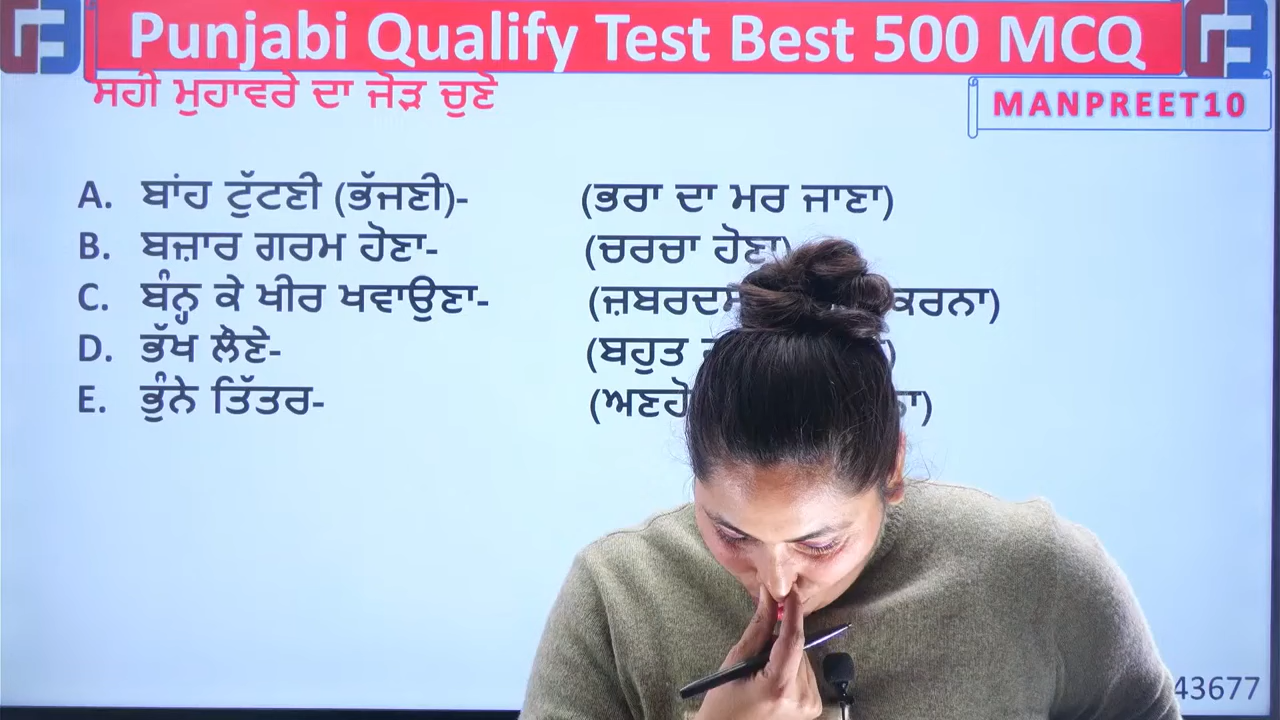 Punjabi Qualify Test Best 500 MCQ
ਸਹੀ ਮੁਹਾਵਰੇ ਦਾ ਜੋੜ ਚੁਣੋ
MANPREET10
A. ਬਾਂਹ ਟੁੱਟਣੀ (ਭੱਜਣੀ)- (ਭਰਾ ਦਾ ਮਰ ਜਾਣਾ)
B. ਬਜ਼ਾਰ ਗਰਮ ਹੋਣਾ- (ਚਰਚਾ ਹੋਣਾ)
C. ਬੰਨ੍ਹ ਕੇ ਖੀਰ ਖਵਾਉਣਾ- ਕਰਨਾ)
D. ਭੱਖ ਲੌਣੇ- (ਬਹੁਤ
E. ਭੁੰਨੇ ਤਿੱਤਰ-
43677